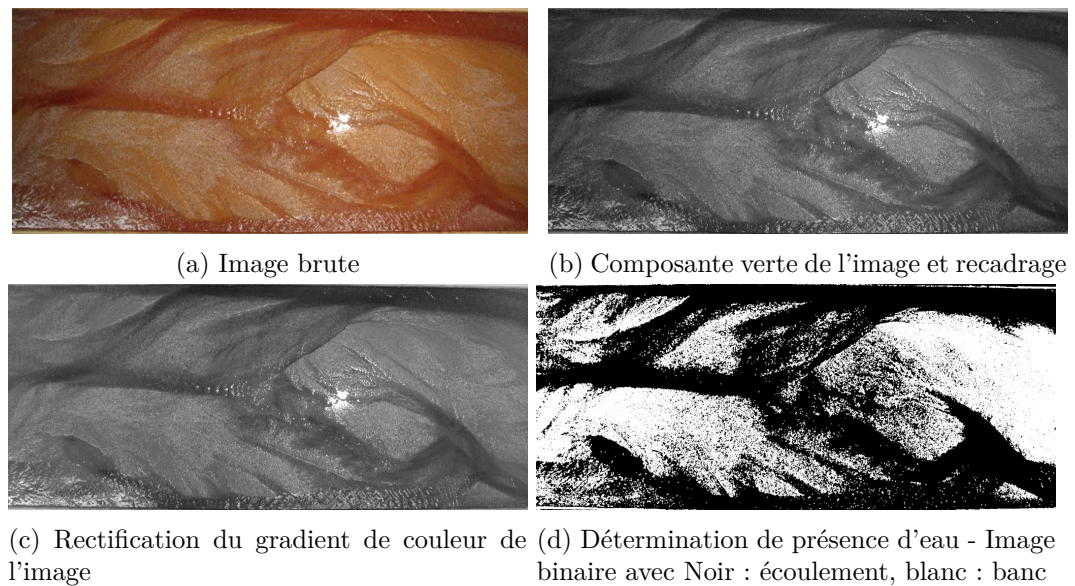 (a) Image brute
(b) Composante verte de l'image et recadrage
(c) Rectification du gradient de couleur de
l'image
(d) Détermination de présence d'eau - Image
binaire avec Noir : écoulement, blanc : banc